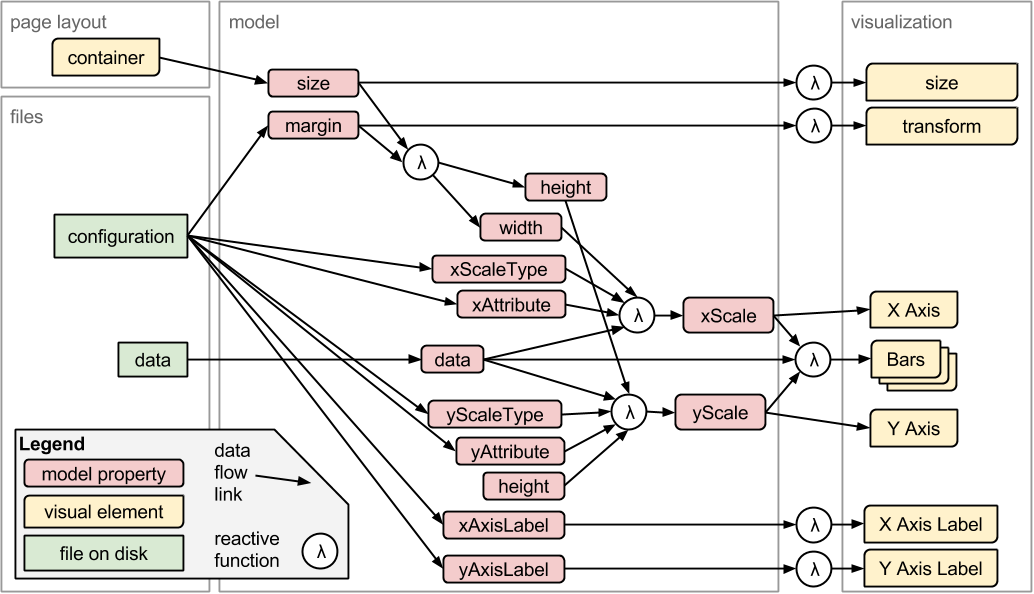 page layout
model
visualization
container
size
λ
size
files
margin
λ
transform
λ
height
configuration
width
xScaleType
xAttribute
λ
xScale
X Axis
data
data
λ
Bars
yScaleType
λ
yScale
Y Axis
yAttribute
height
xAxisLabel
λ
X Axis Label
yAxisLabel
λ
Y Axis Label
Legend
model property
visual element
file on disk
data
flow
link
reactive
function
λ